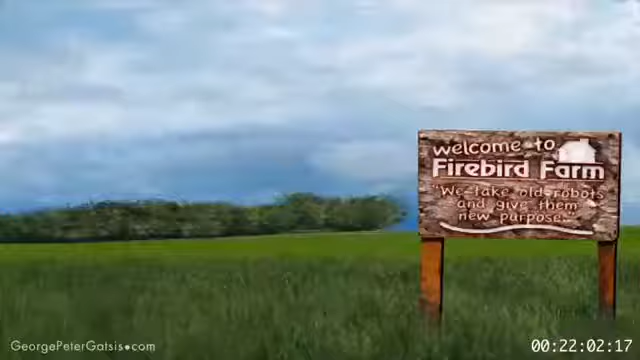 welcome to
Firebird Farm
"We take old robots
and give them
new purpose."
GeorgePeterGatsis•com
00:22:02:17